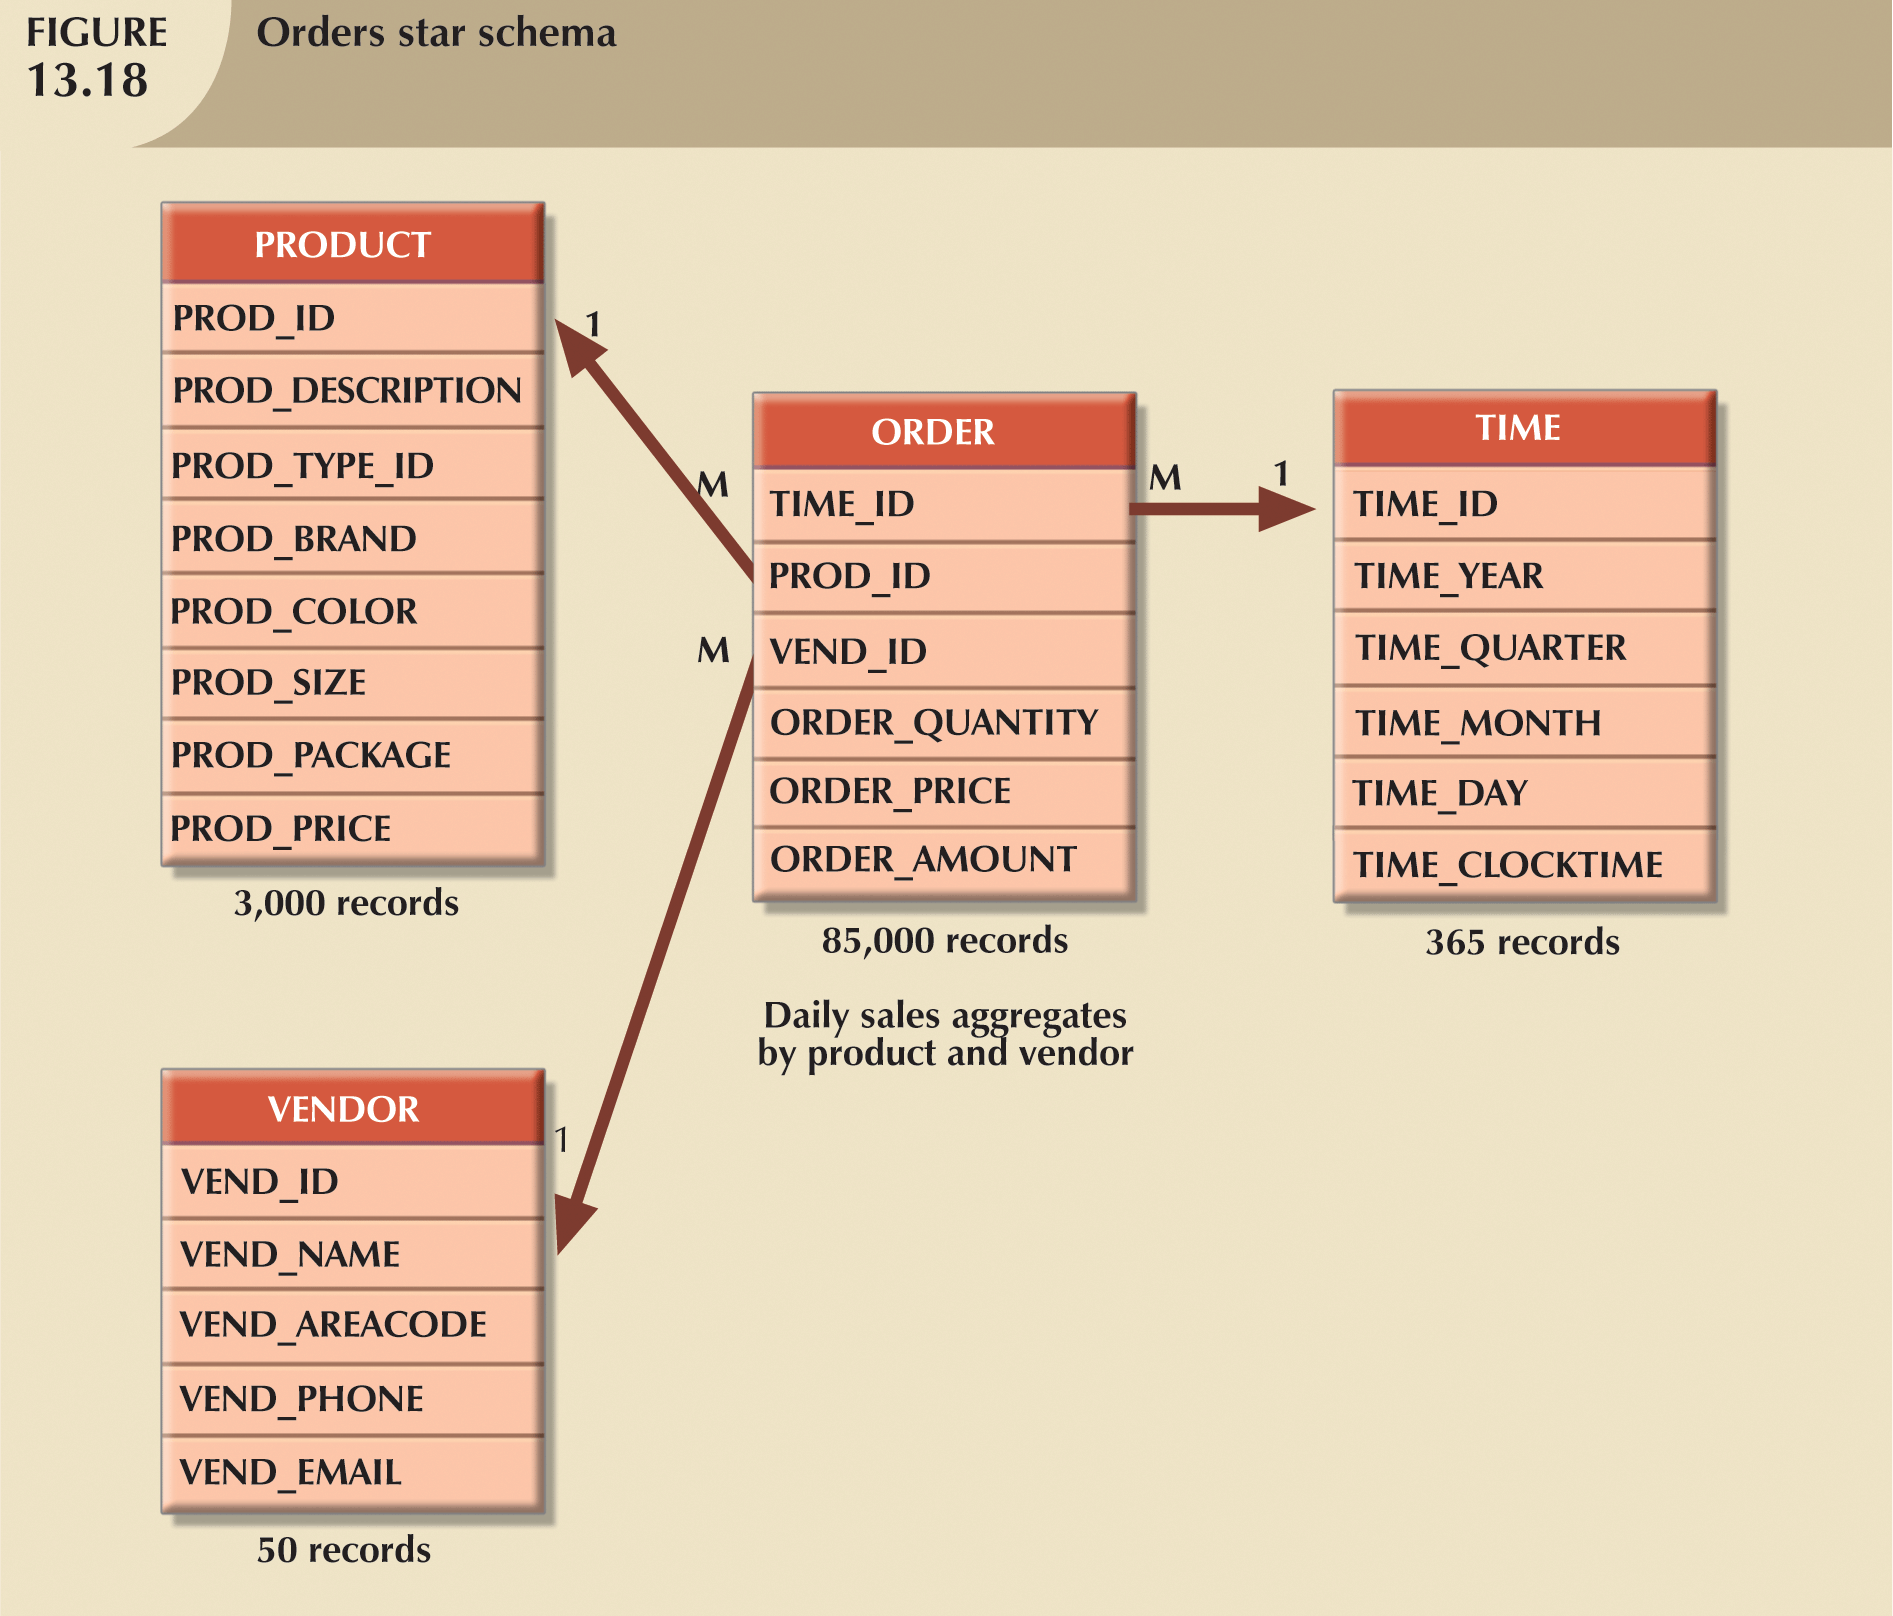 FIGURE
13.18
Orders star schema
PRODUCT
PROD_ID
PROD_DESCRIPTION
PROD_TYPE_ID
PROD_BRAND
PROD_COLOR
PROD_SIZE
PROD_PACKAGE
PROD_PRICE
3,000 records
1
M
M
1
ORDER
TIME_ID
PROD_ID
VEND_ID
ORDER_QUANTITY
ORDER_PRICE
ORDER_AMOUNT
85,000 records
Daily sales aggregates
by product and vendor
M
1
TIME
TIME_ID
TIME_YEAR
TIME_QUARTER
TIME_MONTH
TIME_DAY
TIME_CLOCKTIME
365 records
VENDOR
VEND_ID
VEND_NAME
VEND_AREACODE
VEND_PHONE
VEND_EMAIL
50 records